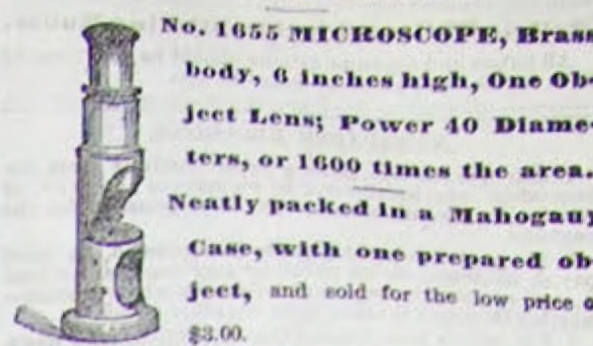 No. 1655 MICROSCOPE, Brass
body, 6 inches high, One Ob-
ject Lens; Power 40 Diame-
ters, or 1600 times the area.
Neatly packed in a Mahogany
Case, with one prepared ob-
ject, and sold for the low price o
$3.00.